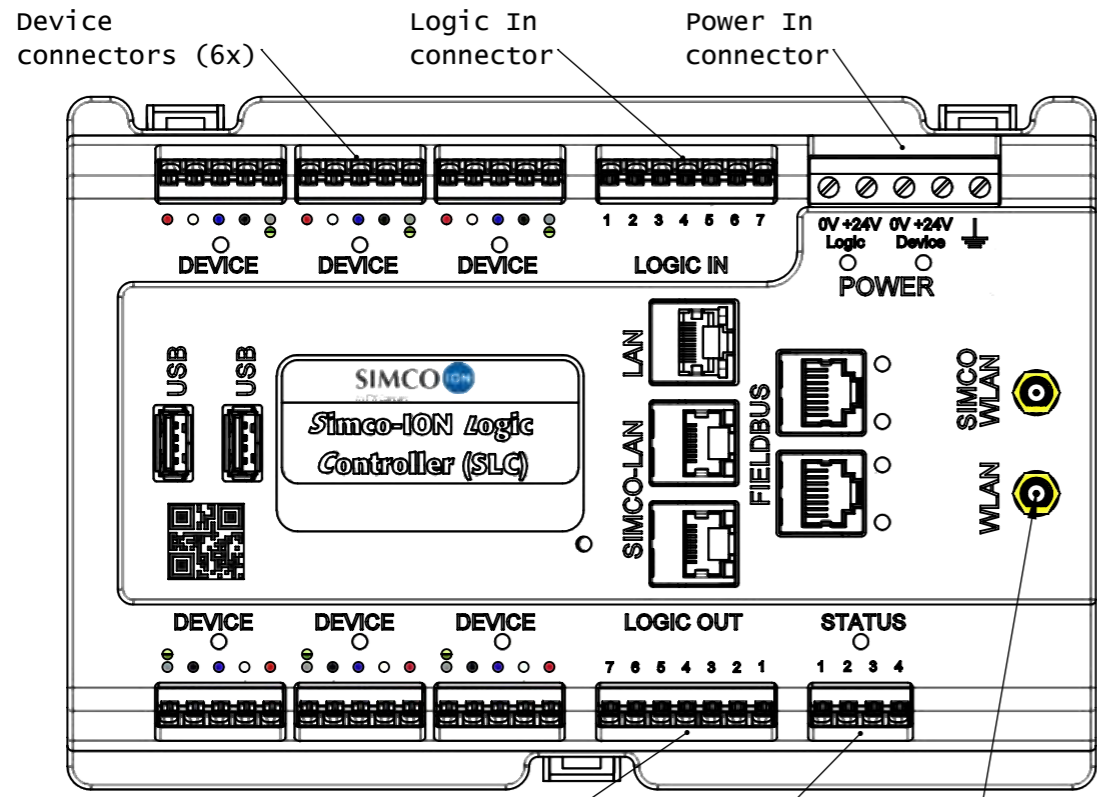 Device
connectors (6x)
Logic In
connector
Power In
connector
1 2 3 4 5 6 7
0V +24V 0V +24V
Logic Device
DEVICE DEVICE DEVICE LOGIC IN
POWER
USB USB
LAN
SIMCO-LAN
FIELDBUS
SIMCO
WLAN
WLAN
SIMCO ION
Simco-ION Logic
Controller (SLC)
DEVICE DEVICE DEVICE LOGIC OUT STATUS
7 6 5 4 3 2 1 1 2 3 4